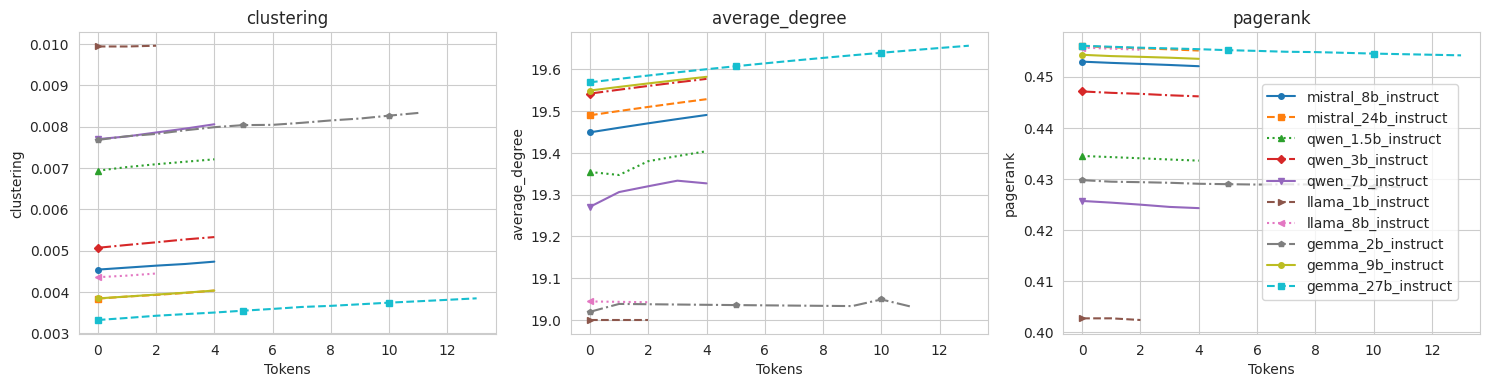 clustering
0.010
0.009
0.008
0.007
0.006
0.005
0.004
0.003
clustering
0
2
4
6
8
10
12
Tokens
average_degree
19.6
19.5
19.4
19.3
19.2
19.1
19.0
average_degree
0
2
4
6
8
10
12
Tokens
pagerank
0.45
0.44
0.43
0.42
0.41
0.40
pagerank
0
2
4
6
8
10
12
Tokens
mistral_8b_instruct
mistral_24b_instruct
qwen_1.5b_instruct
qwen_3b_instruct
qwen_7b_instruct
llama_1b_instruct
llama_8b_instruct
gemma_2b_instruct
gemma_9b_instruct
gemma_27b_instruct